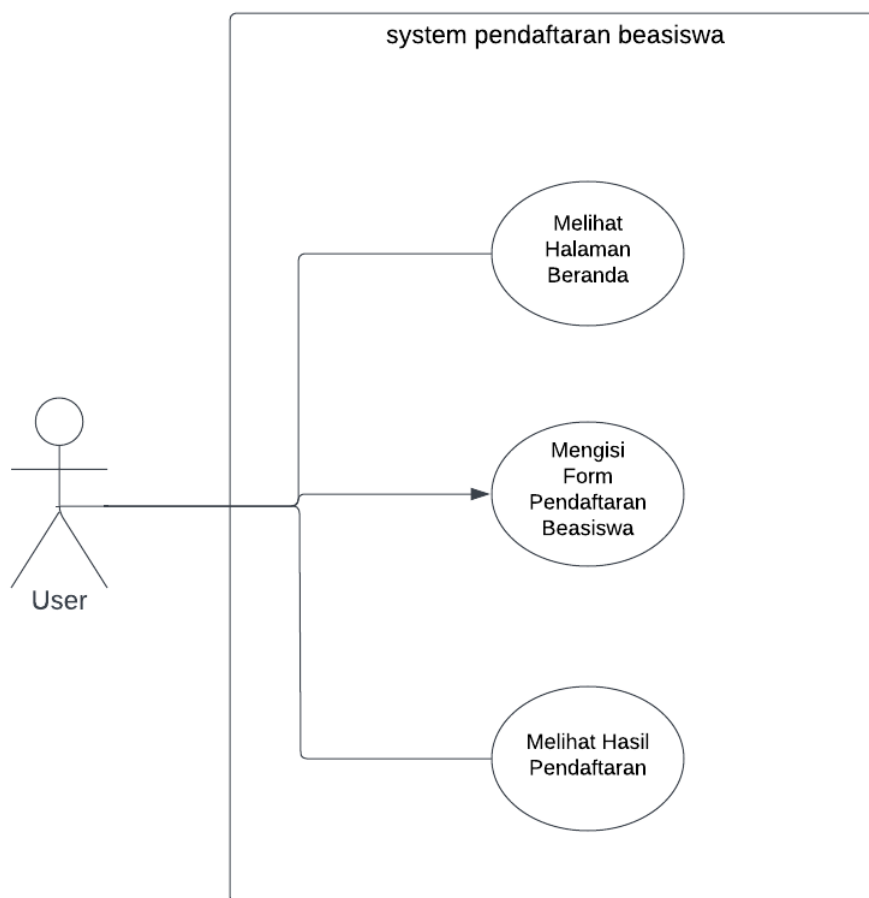 system pendaftaran beasiswa
Melihat
Halaman
Beranda
Mengisi
Form
Pendaftaran
Beasiswa
User
Melihat Hasil
Pendaftaran